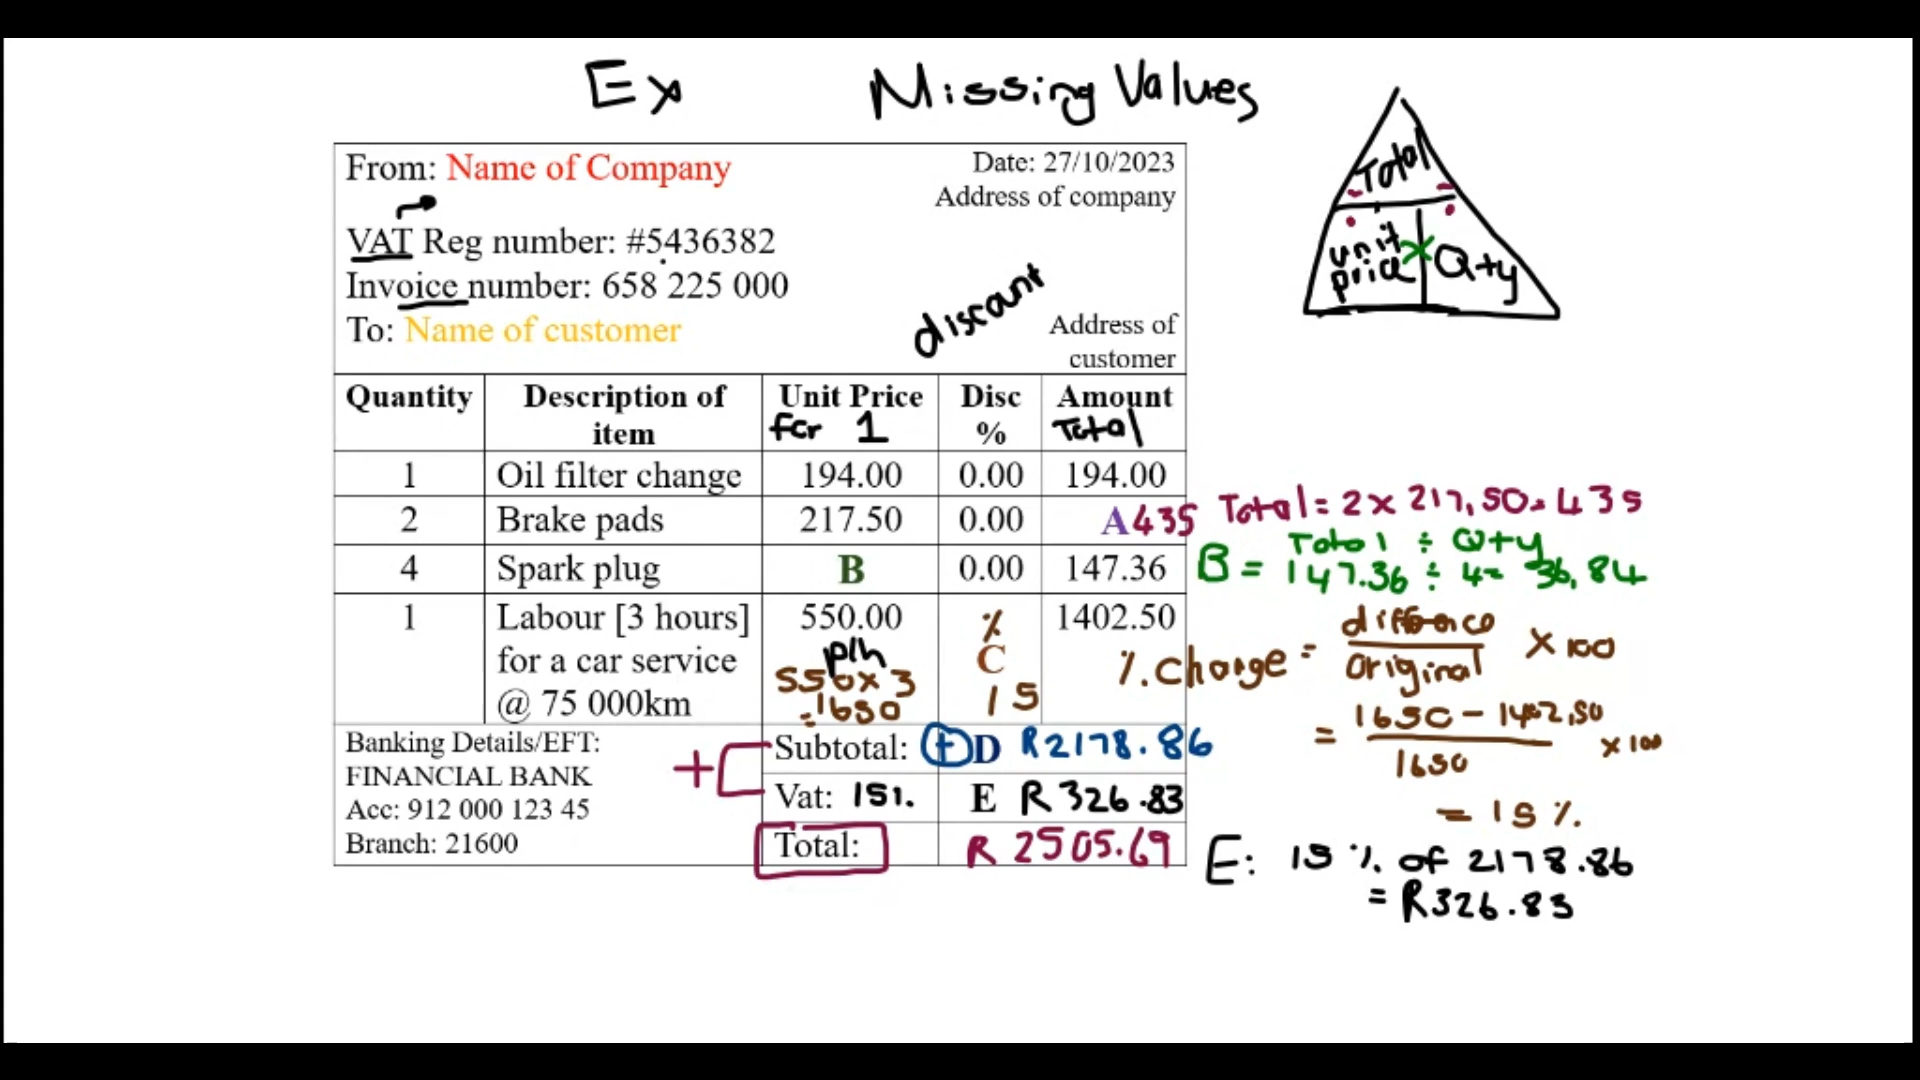 Ex Missing Values
From: Name of Company
Date: 27/10/2023
Address of company
VAT Reg number: #5436382
Invoice number: 658 225 000
To: Name of customer
discount
Address of
customer
Total
unit price × Qty
Quantity Description of item Unit Price for 1 Disc % Amount Total
1 Oil filter change 194.00 0.00 194.00
2 Brake pads 217.50 0.00 A 435
4 Spark plug B 0.00 147.36
1 Labour [3 hours] 550.00 % 1402.50
for a car service p/h C
@ 75 000km 550 x 3 = 1650 15
Total = 2 x 217,50 = 435
B = Total ÷ Qty
147.36 ÷ 4 = 36,84
%. Change = difference / original × 100
= 1650 - 1402,50 / 1650 × 100
= 15 %.
Banking Details/EFT:
FINANCIAL BANK
Acc: 912 000 123 45
Branch: 21600
+ Subtotal: + D R2178.86
Vat: 15%. E R326.83
Total: R 2505.69
E: 15 %. of 2178.86
= R326.83